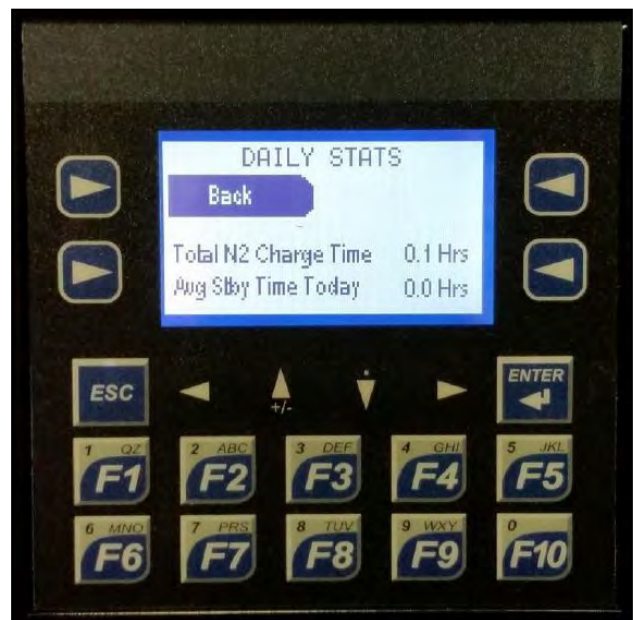 DAILY STATS
Back
Total N2 Charge Time 0.1 Hrs
Avg Stby Time Today 0.0 Hrs
ESC
+/-
ENTER
1 QZ F1
2 ABC F2
3 DEF F3
4 GHI F4
5 JKL F5
6 MNO F6
7 PRS F7
8 TUV F8
9 WXY F9
0 F10